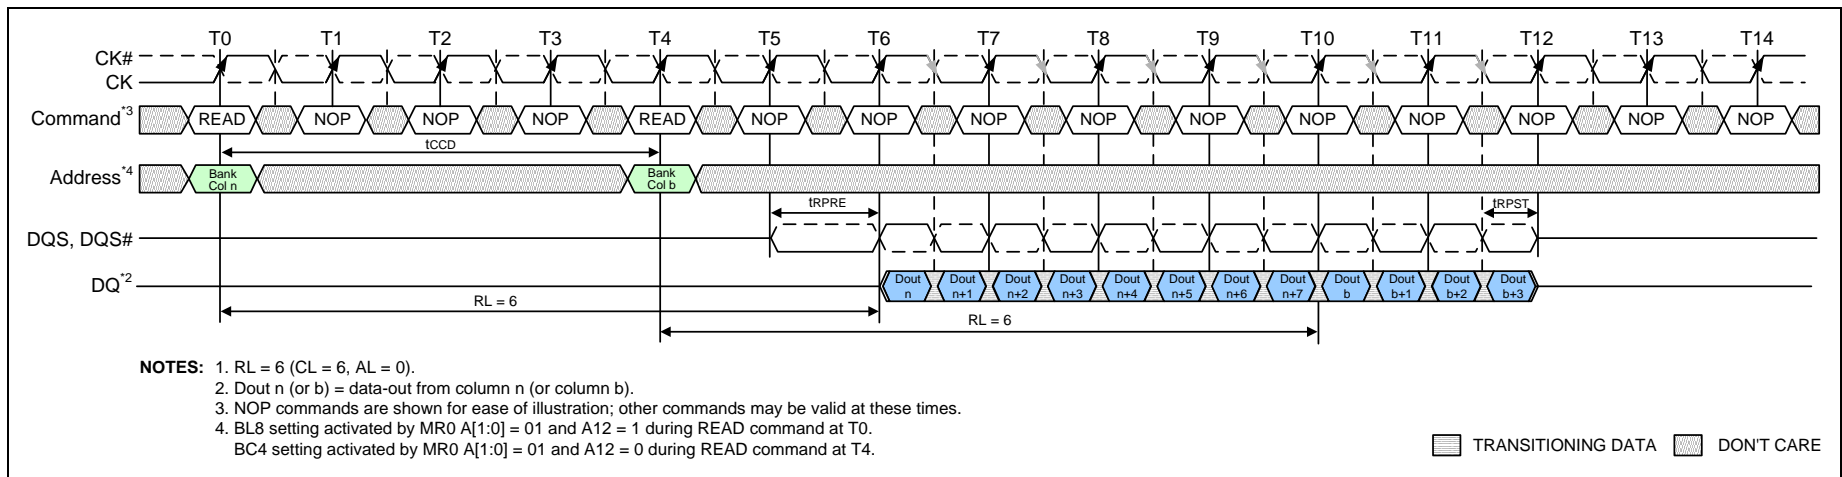 T0 T1 T2 T3 T4 T5 T6 T7 T8 T9 T10 T11 T12 T13 T14
CK#
CK
Command*3 READ NOP NOP NOP READ NOP NOP NOP NOP NOP NOP NOP NOP NOP NOP
tCCD
Address*4 Bank Col n Bank Col b
tRPRE tRPST
DQS, DQS#
DQ*2 Dout n Dout n+1 Dout n+2 Dout n+3 Dout n+4 Dout n+5 Dout n+6 Dout n+7 Dout b Dout b+1 Dout b+2 Dout b+3
RL = 6
RL = 6
NOTES: 1. RL = 6 (CL = 6, AL = 0).
2. Dout n (or b) = data-out from column n (or column b).
3. NOP commands are shown for ease of illustration; other commands may be valid at these times.
4. BL8 setting activated by MR0 A[1:0] = 01 and A12 = 1 during READ command at T0.
BC4 setting activated by MR0 A[1:0] = 01 and A12 = 0 during READ command at T4.
TRANSITIONING DATA DON'T CARE